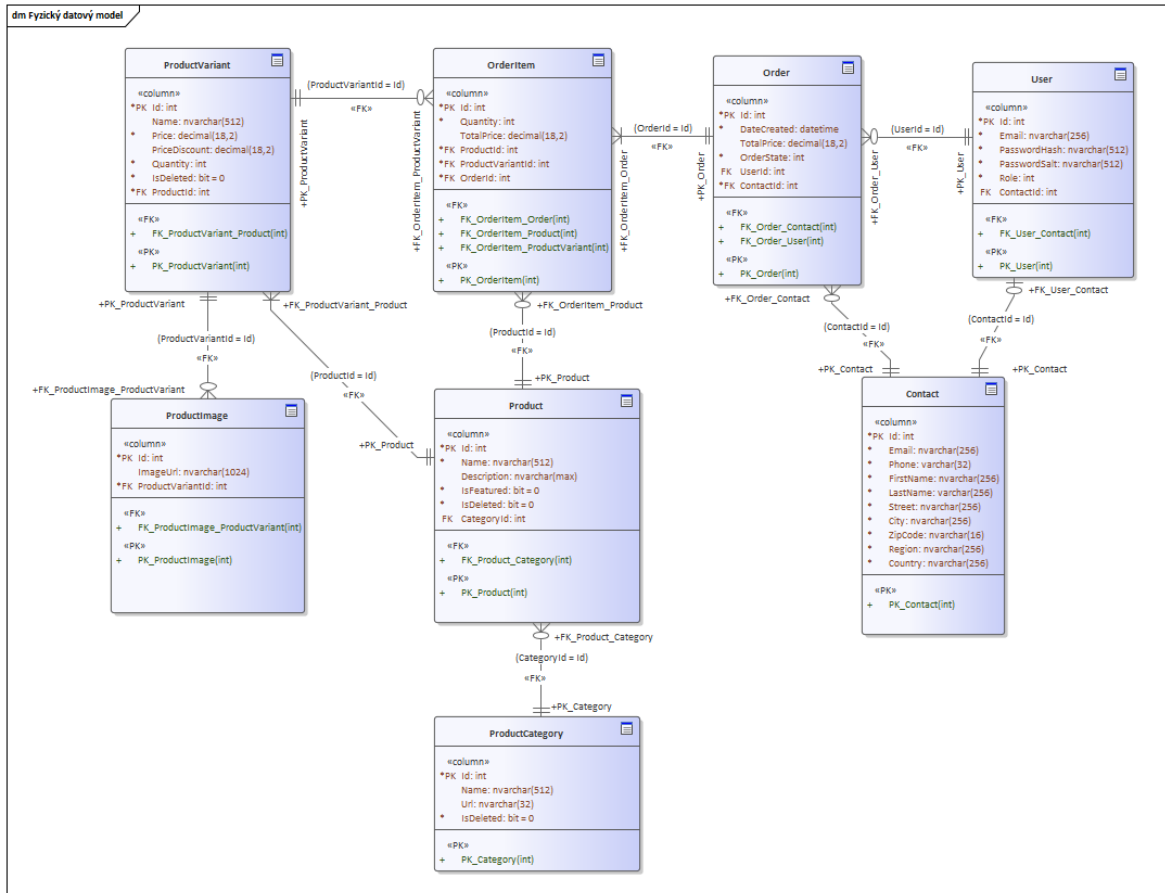 dm Fyzický datový model
ProductVariant
«column»
*PK Id: int
Name: nvarchar(512)
* Price: decimal(18,2)
PriceDiscount: decimal(18,2)
* Quantity: int
* IsDeleted: bit = 0
*FK ProductId: int
«FK»
+ FK_ProductVariant_Product(int)
«PK»
+ PK_ProductVariant(int)
{ProductVariantId = Id}
«FK»
+PK_ProductVariant
+FK_OrderItem_ProductVariant
OrderItem
«column»
*PK Id: int
* Quantity: int
TotalPrice: decimal(18,2)
*FK ProductId: int
*FK ProductVariantId: int
*FK OrderId: int
«FK»
+ FK_OrderItem_Order(int)
+ FK_OrderItem_Product(int)
+ FK_OrderItem_ProductVariant(int)
«PK»
+ PK_OrderItem(int)
{OrderId = Id}
«FK»
+FK_OrderItem_Order
+PK_Order
Order
«column»
*PK Id: int
* DateCreated: datetime
TotalPrice: decimal(18,2)
* OrderState: int
FK UserId: int
*FK ContactId: int
«FK»
+ FK_Order_Contact(int)
+ FK_Order_User(int)
«PK»
+ PK_Order(int)
{UserId = Id}
«FK»
+FK_Order_User
+PK_User
User
«column»
*PK Id: int
* Email: nvarchar(256)
* PasswordHash: nvarchar(512)
* PasswordSalt: nvarchar(512)
* Role: int
FK ContactId: int
«FK»
+ FK_User_Contact(int)
«PK»
+ PK_User(int)
+PK_ProductVariant
+FK_ProductVariant_Product
+FK_OrderItem_Product
+FK_Order_Contact
+FK_User_Contact
{ProductVariantId = Id}
«FK»
+FK_ProductImage_ProductVariant
{ProductId = Id}
«FK»
+PK_Product
{ProductId = Id}
«FK»
+PK_Product
{ContactId = Id}
«FK»
+PK_Contact
{ContactId = Id}
«FK»
+PK_Contact
ProductImage
«column»
*PK Id: int
ImageUrl: nvarchar(1024)
*FK ProductVariantId: int
«FK»
+ FK_ProductImage_ProductVariant(int)
«PK»
+ PK_ProductImage(int)
Product
«column»
*PK Id: int
* Name: nvarchar(512)
Description: nvarchar(max)
* IsFeatured: bit = 0
* IsDeleted: bit = 0
FK CategoryId: int
«FK»
+ FK_Product_Category(int)
«PK»
+ PK_Product(int)
Contact
«column»
*PK Id: int
* Email: nvarchar(256)
* Phone: varchar(32)
* FirstName: nvarchar(256)
* LastName: varchar(256)
* Street: nvarchar(256)
* City: nvarchar(256)
* ZipCode: nvarchar(16)
* Region: nvarchar(256)
* Country: nvarchar(256)
«PK»
+ PK_Contact(int)
+FK_Product_Category
{CategoryId = Id}
«FK»
+PK_Category
ProductCategory
«column»
*PK Id: int
Name: nvarchar(512)
Url: nvarchar(32)
* IsDeleted: bit = 0
«PK»
+ PK_Category(int)